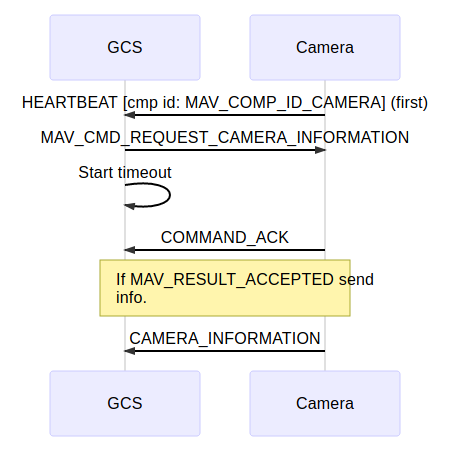 GCS Camera
HEARTBEAT [cmp id: MAV_COMP_ID_CAMERA] (first)
MAV_CMD_REQUEST_CAMERA_INFORMATION
Start timeout
COMMAND_ACK
If MAV_RESULT_ACCEPTED send
info.
CAMERA_INFORMATION
GCS Camera